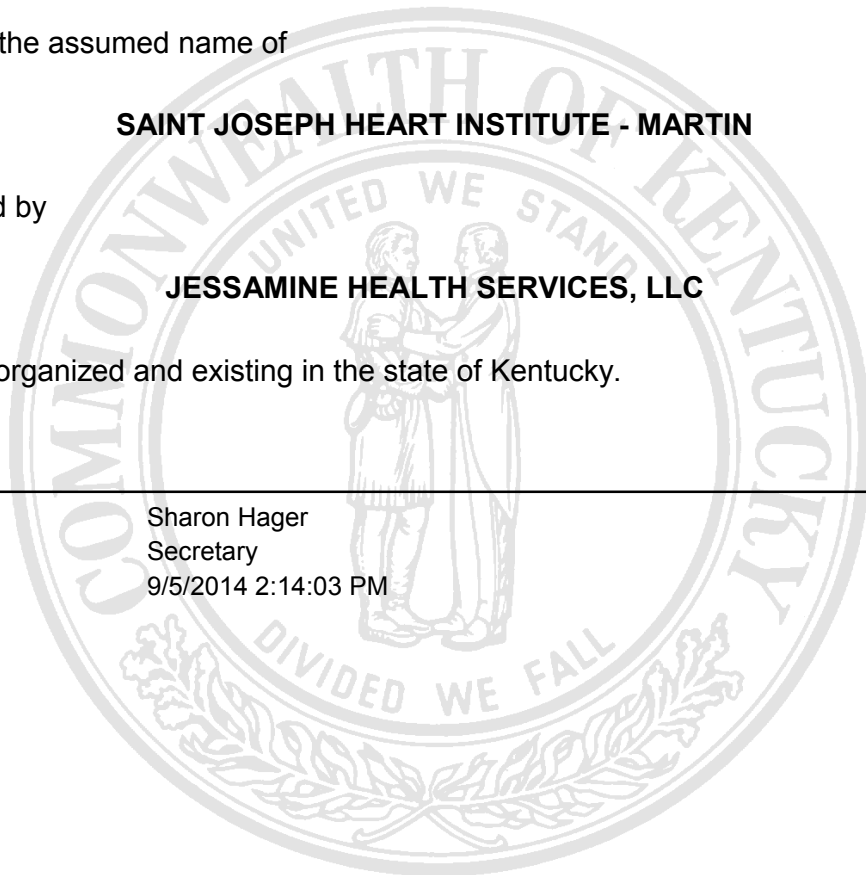 the assumed name of
SAINT JOSEPH HEART INSTITUTE - MARTIN
d by
JESSAMINE HEALTH SERVICES, LLC
organized and existing in the state of Kentucky.
Sharon Hager
Secretary
9/5/2014 2:14:03 PM
COMMONWEALTH OF KENTUCKY
UNITED WE STAND
DIVIDED WE FALL